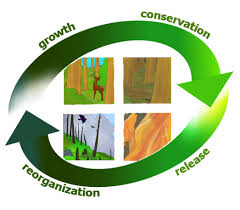 growth
conservation
release
reorganization